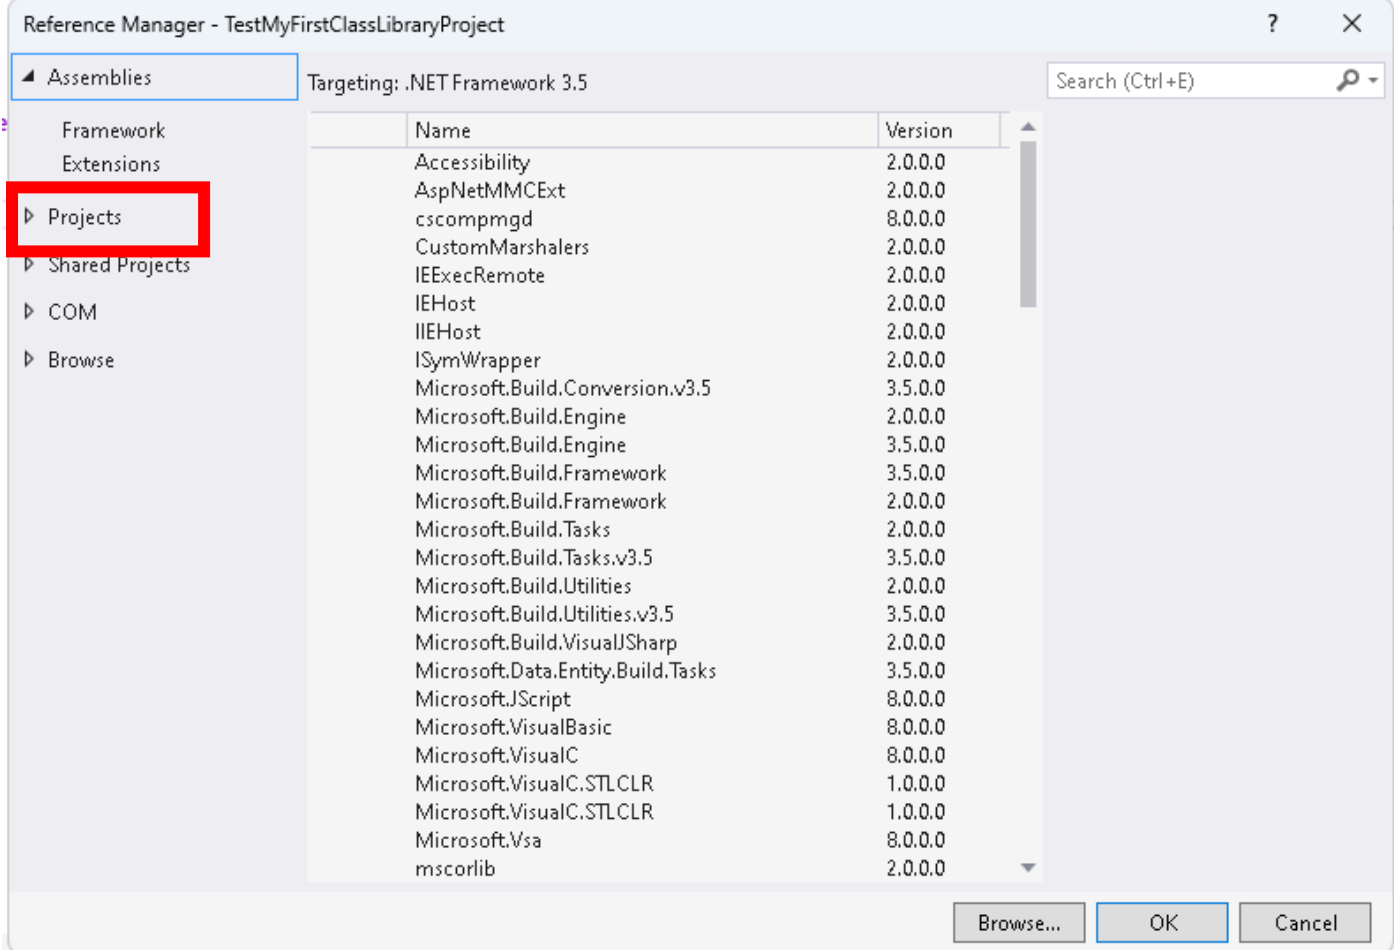 Reference Manager - TestMyFirstClassLibraryProject ?
Assemblies
Targeting: .NET Framework 3.5
Search (Ctrl+E)
Framework
Extensions
Projects
Shared Projects
COM
Browse
Name Version
Accessibility 2.0.0.0
AspNetMMCExt 2.0.0.0
cscompmgd 8.0.0.0
CustomMarshalers 2.0.0.0
IEExecRemote 2.0.0.0
IEHost 2.0.0.0
IIEHost 2.0.0.0
ISymWrapper 2.0.0.0
Microsoft.Build.Conversion.v3.5 3.5.0.0
Microsoft.Build.Engine 2.0.0.0
Microsoft.Build.Engine 3.5.0.0
Microsoft.Build.Framework 3.5.0.0
Microsoft.Build.Framework 2.0.0.0
Microsoft.Build.Tasks 2.0.0.0
Microsoft.Build.Tasks.v3.5 3.5.0.0
Microsoft.Build.Utilities 2.0.0.0
Microsoft.Build.Utilities.v3.5 3.5.0.0
Microsoft.Build.VisualJSharp 2.0.0.0
Microsoft.Data.Entity.Build.Tasks 3.5.0.0
Microsoft.JScript 8.0.0.0
Microsoft.VisualBasic 8.0.0.0
Microsoft.VisualC 8.0.0.0
Microsoft.VisualC.STLCLR 1.0.0.0
Microsoft.VisualC.STLCLR 1.0.0.0
Microsoft.Vsa 8.0.0.0
mscorlib 2.0.0.0
Browse... OK Cancel